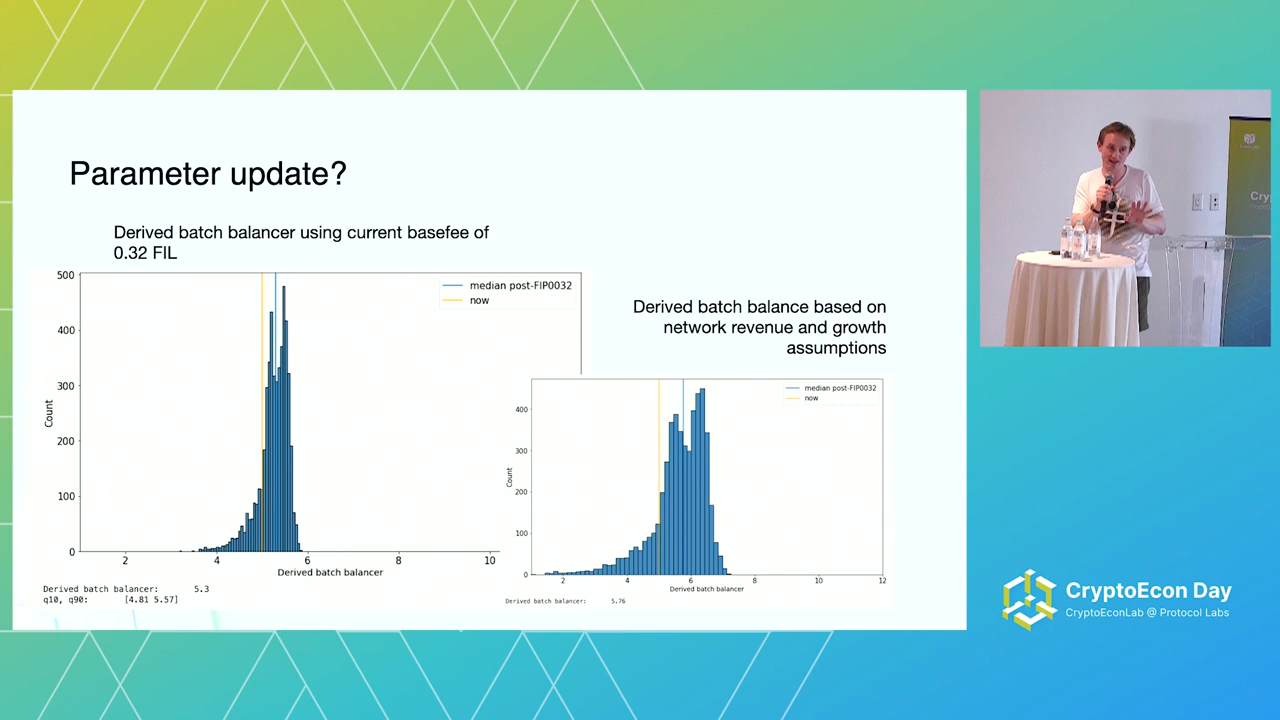 Parameter update?
Derived batch balancer using current basefee of
0.32 FIL
500
400
300
200
100
0
Count
2
4
6
8
10
Derived batch balancer
median post-FIP0032
now
Derived batch balancer: 5.3
q10, q90: [4.81 5.57]
Derived batch balance based on
network revenue and growth
assumptions
400
300
200
100
0
Count
2
4
6
8
10
12
Derived batch balancer
median post-FIP0032
now
Derived batch balancer: 5.76
Cry
CryptoEcon Day
CryptoEconLab @ Protocol Labs